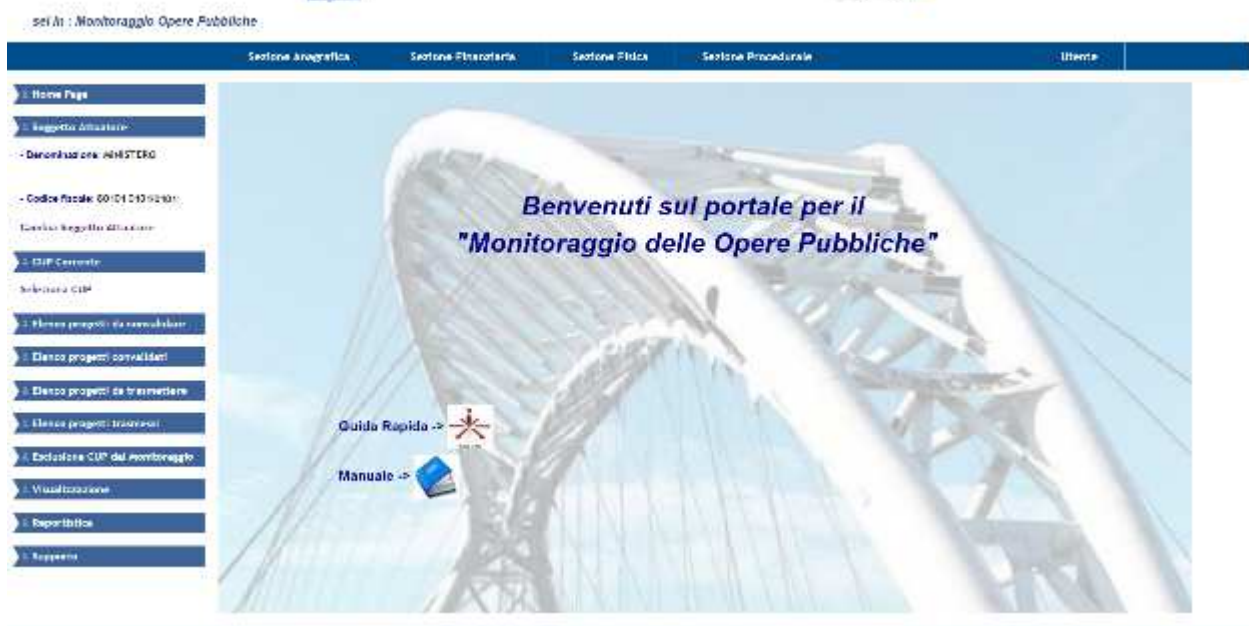 sei in : Monitoraggio Opere Pubbliche
Sezione Anagrafica Sezione Finanziaria Sezione Fisica Sezione Procedurale Utente
Home Page
Soggetto Attuatore
- Denominazione: MINISTERO
- Codice fiscale:
Cambia Soggetto Attuatore
CUP Corrente
Seleziona CUP
Elenco progetti da convalidare
Elenco progetti convalidati
Elenco progetti da trasmettere
Elenco progetti trasmessi
Esclusione CUP dal Monitoraggio
Visualizzazione
Reportistica
Supporto
Benvenuti sul portale per il
"Monitoraggio delle Opere Pubbliche"
Guida Rapida ->
Manuale ->